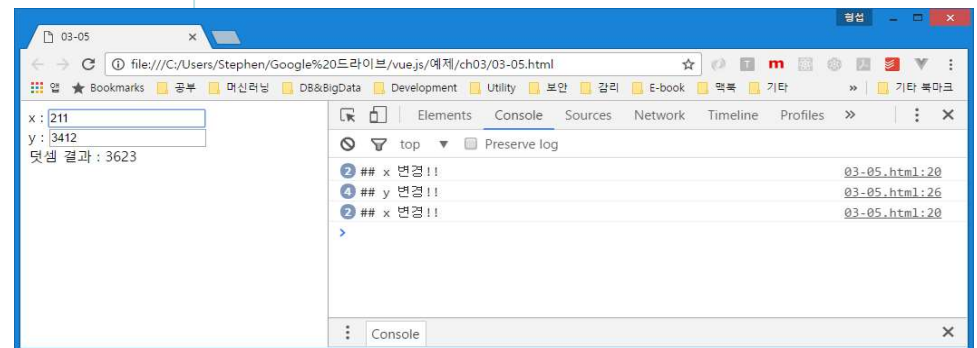 형섭
03-05
file:///C:/Users/Stephen/Google%20드라이브/vue.js/예제/ch03/03-05.html
앱 Bookmarks 공부 머신러닝 DB&BigData Development Utility 보안 감리 E-book 맥북 기타 » 기타 북마크
x : 211
y : 3412
덧셈 결과 : 3623
Elements Console Sources Network Timeline Profiles »
top ▼ Preserve log
2 ## x 변경!! 03-05.html:20
4 ## y 변경!! 03-05.html:26
2 ## x 변경!! 03-05.html:20
>
Console